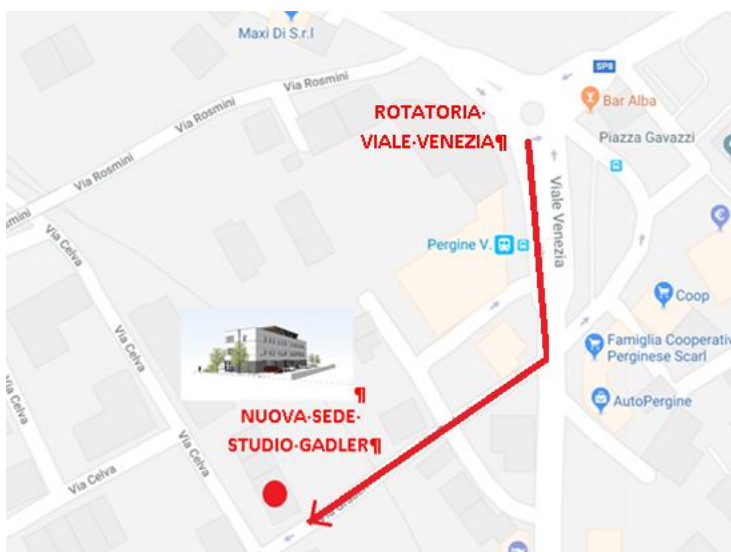 Maxi Di S.r.l
SP8
Via Rosmini
Via Rosmini
Via Rosmini
ROTATORIA·
VIALE·VENEZIA¶
Bar Alba
Piazza Gavazzi
Viale Venezia
Via Celva
Pergine V.
Coop
Famiglia Cooperativ
Perginese Scarl
AutoPergine
Via Celva
Via Celva
Via Celva
¶
NUOVA·SEDE·
STUDIO·GADLER¶
Via Celva